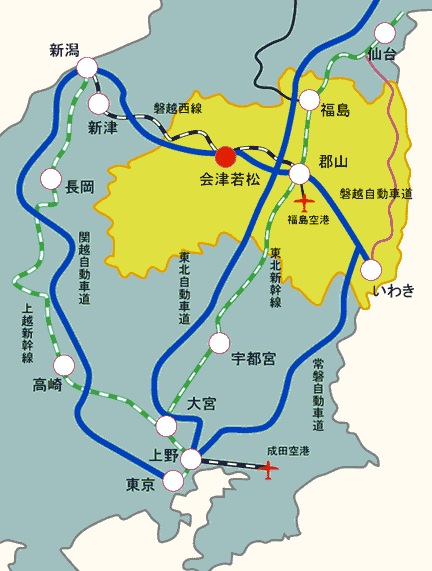 新潟
仙台
新津
磐越西線
福島
郡山
会津若松
長岡
磐越自動車道
福島空港
関越自動車道
東北自動車道
東北新幹線
いわき
上越新幹線
宇都宮
高崎
常磐自動車道
大宮
上野
成田空港
東京